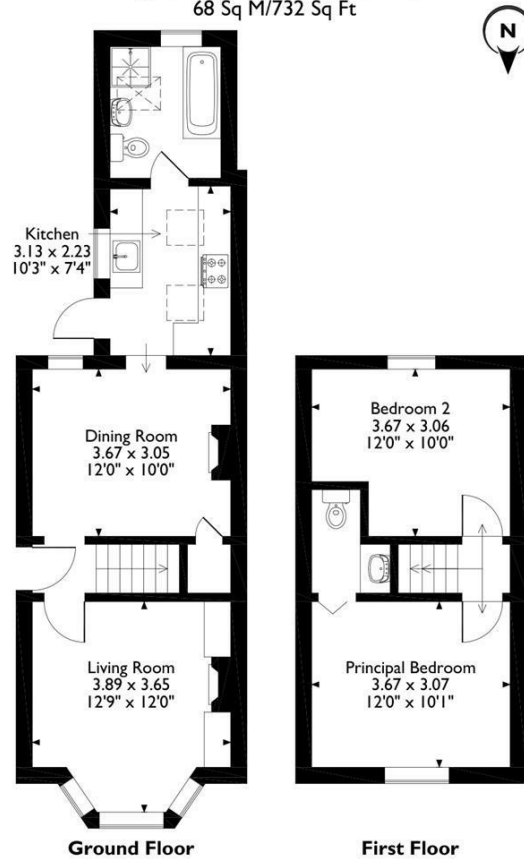 68 Sq M/732 Sq Ft
N
Kitchen
3.13 x 2.23
10'3" x 7'4"
Dining Room
3.67 x 3.05
12'0" x 10'0"
Living Room
3.89 x 3.65
12'9" x 12'0"
Ground Floor
Bedroom 2
3.67 x 3.06
12'0" x 10'0"
Principal Bedroom
3.67 x 3.07
12'0" x 10'1"
First Floor